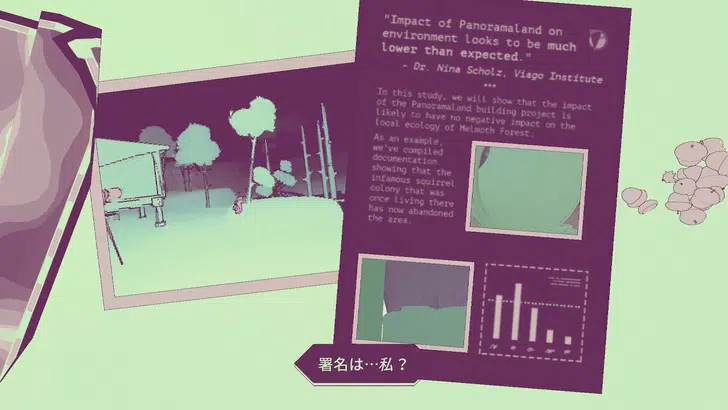 "Impact of Panoramaland on
environment looks to be much
lower than expected."
- Dr. Nina Scholz, Viago Institute
***
In this study, we will show that the impact
of the Panoramaland building project is
likely to have no negative impact on the
local ecology of Melmoth Forest.
As an example,
we've compiled
documentation
showing that the
infamous squirrel
colony that was
once living there
has now abandoned
the area.
署名は…私？